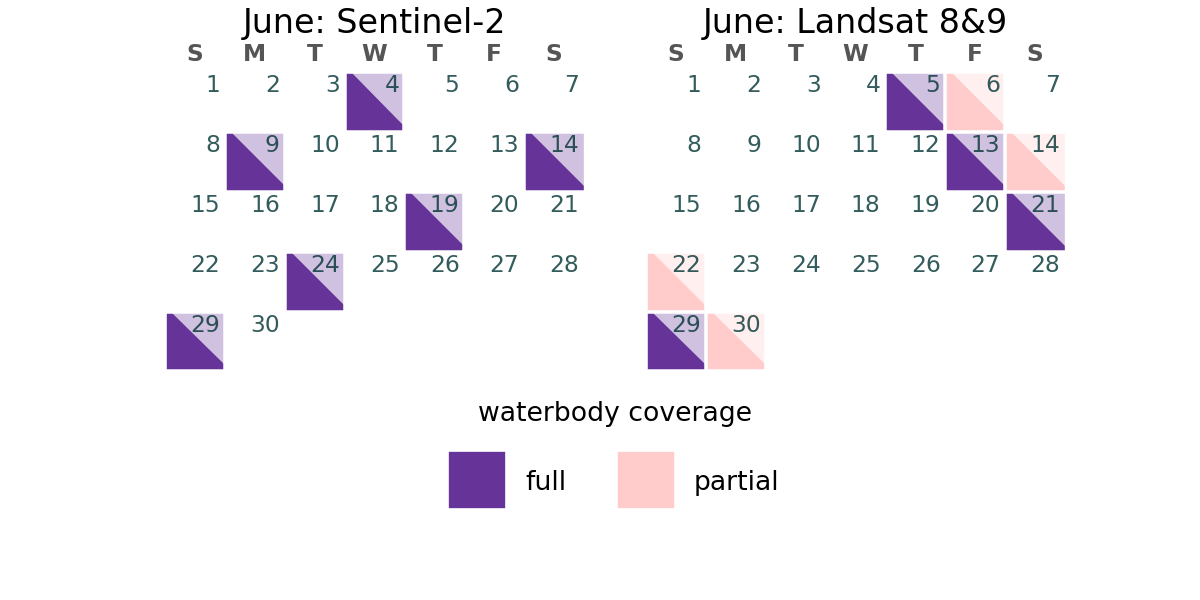 June: Sentinel-2
S M T W T F S
1 2 3 4 5 6 7
8 9 10 11 12 13 14
15 16 17 18 19 20 21
22 23 24 25 26 27 28
29 30
June: Landsat 8&9
S M T W T F S
1 2 3 4 5 6 7
8 9 10 11 12 13 14
15 16 17 18 19 20 21
22 23 24 25 26 27 28
29 30
waterbody coverage
full partial